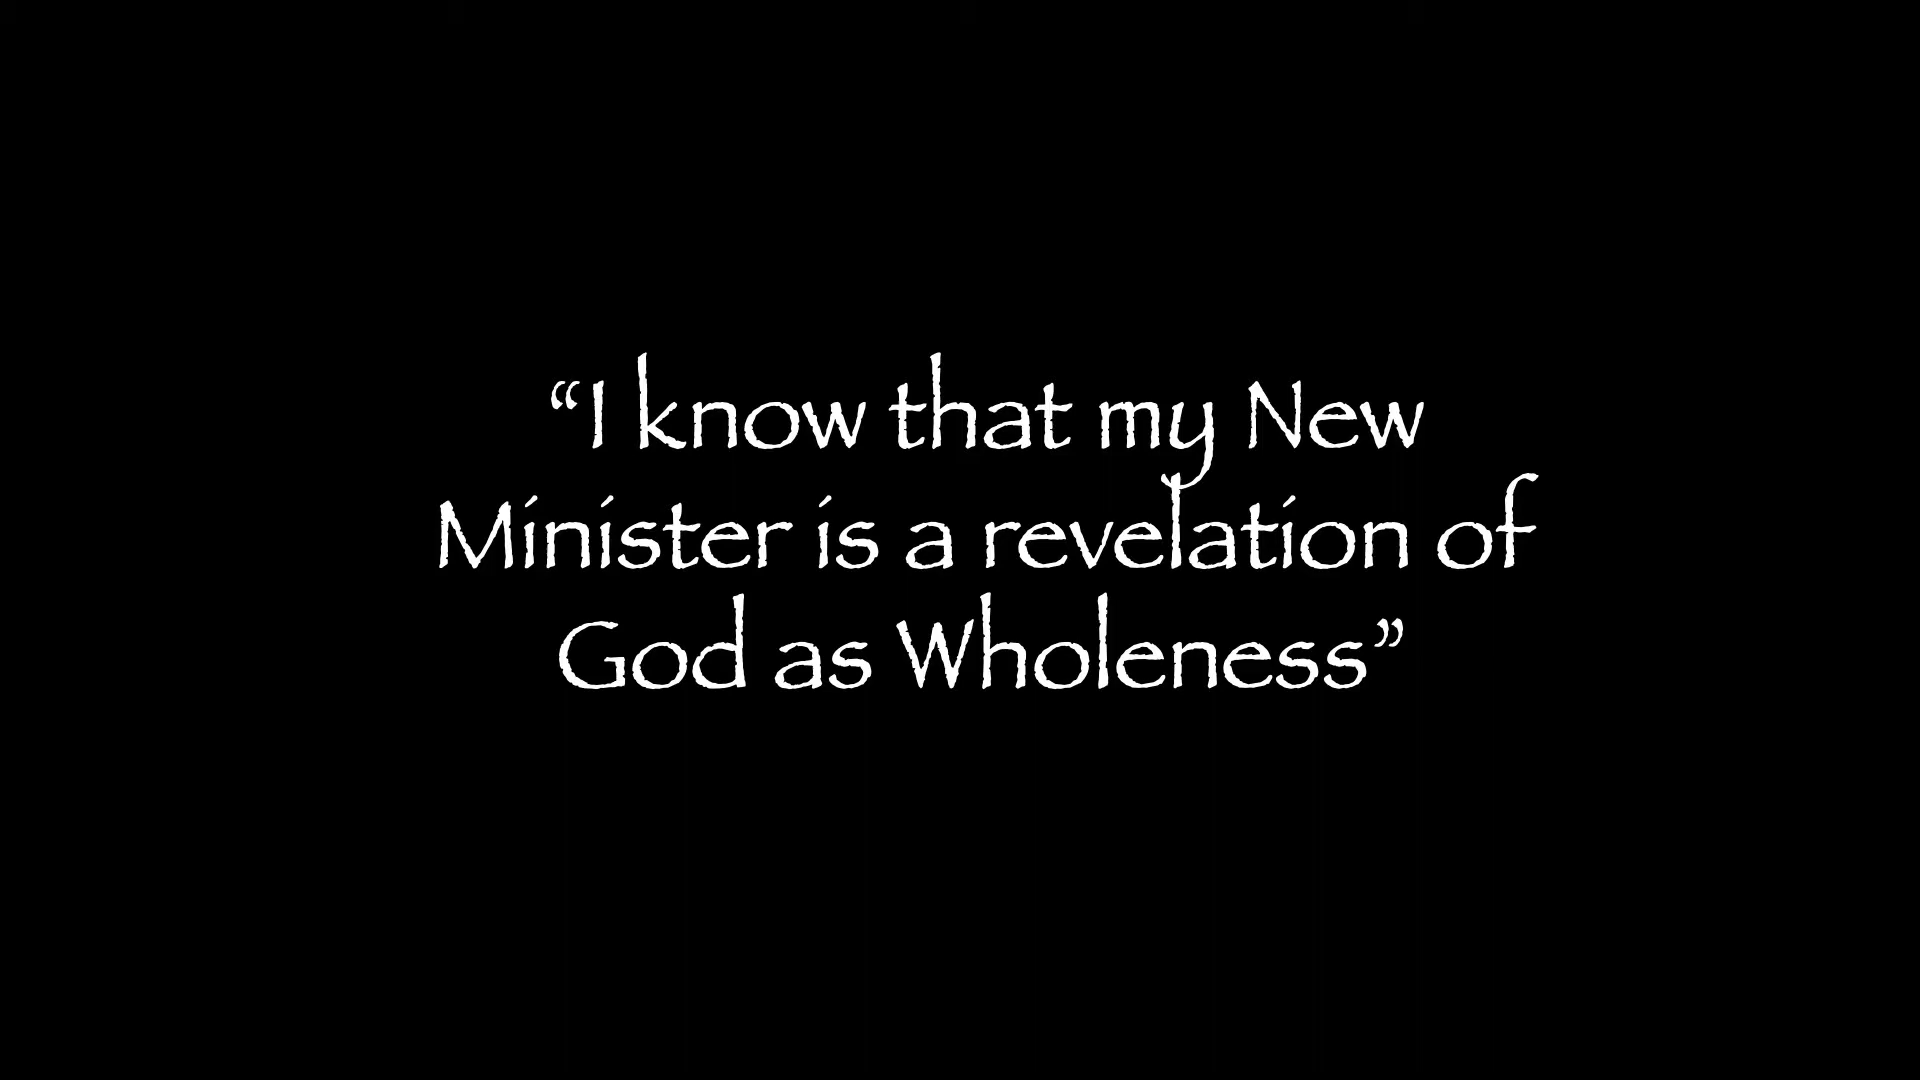 “I know that my New
Minister is a revelation of
God as Wholeness”